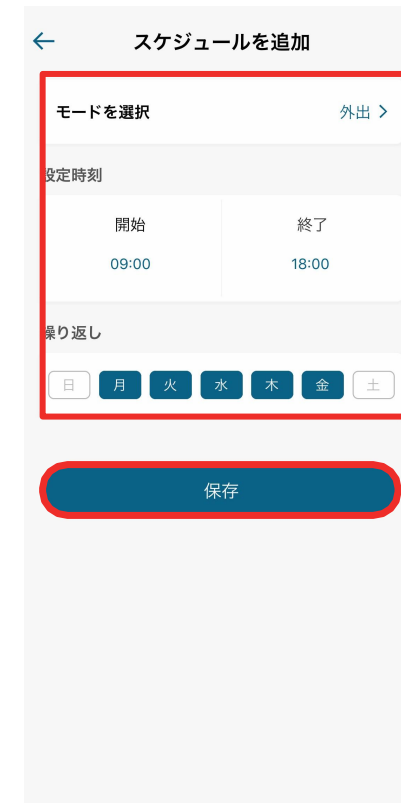 スケジュールを追加
モードを選択 外出
設定時刻
開始 終了
09:00 18:00
繰り返し
日 月 火 水 木 金 土
保存